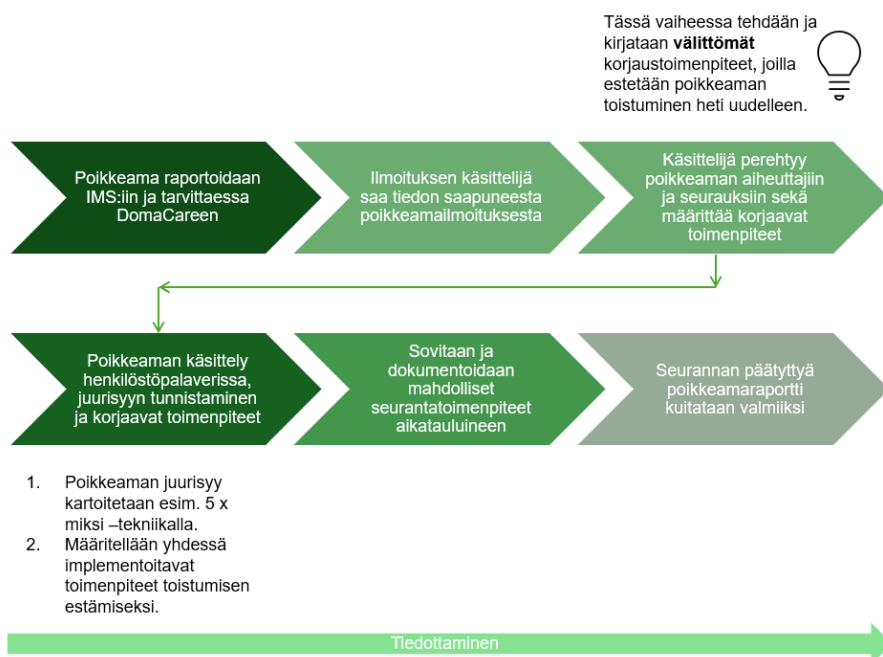 Tässä vaiheessa tehdään ja
kirjataan välittömät
korjaustoimenpiteet, joilla
estetään poikkeaman
toistuminen heti uudelleen.
Poikkeama raportoidaan
IMS:iin ja tarvittaessa
DomaCareen
Ilmoituksen käsittelijä
saa tiedon saapuneesta
poikkeamailmoituksesta
Käsittelijä perehtyy
poikkeaman aiheuttajiin
ja seurauksiin sekä
määrittää korjaavat
toimenpiteet
Poikkeaman käsittely
henkilöstöpalaverissa,
juurisyyn tunnistaminen
ja korjaavat toimenpiteet
Sovitaan ja
dokumentoidaan
mahdolliset
seurantatoimenpiteet
aikatauluineen
Seurannan päätyttyä
poikkeamaraportti
kuitataan valmiiksi
1. Poikkeaman juurisyy
kartoitetaan esim. 5 x
miksi –tekniikalla.
2. Määritellään yhdessä
implementoitavat
toimenpiteet toistumisen
estämiseksi.
Tiedottaminen